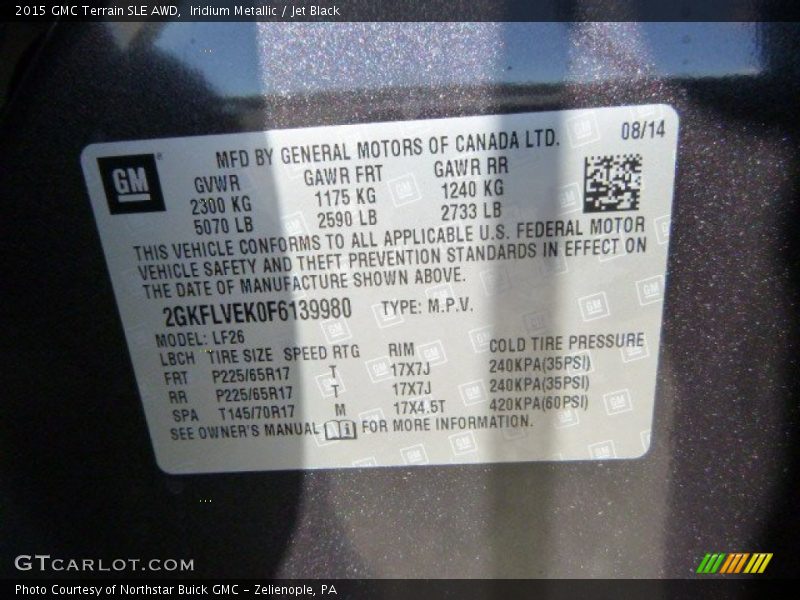 2015 GMC Terrain SLE AWD, Iridium Metallic / Jet Black
MFD BY GENERAL MOTORS OF CANADA LTD. 08/14
GM
GVWR GAWR FRT GAWR RR
2300 KG 1175 KG 1240 KG
5070 LB 2590 LB 2733 LB
THIS VEHICLE CONFORMS TO ALL APPLICABLE U.S. FEDERAL MOTOR
VEHICLE SAFETY AND THEFT PREVENTION STANDARDS IN EFFECT ON
THE DATE OF MANUFACTURE SHOWN ABOVE.
2GKFLVEK0F6139980 TYPE: M.P.V.
MODEL: LF26
LBCH TIRE SIZE SPEED RTG RIM COLD TIRE PRESSURE
FRT P225/65R17 T 17X7J 240KPA(35PSI)
RR P225/65R17 T 17X7J 240KPA(35PSI)
SPA T145/70R17 M 17X4.5T 420KPA(60PSI)
SEE OWNER'S MANUAL i FOR MORE INFORMATION.
GTCARLOT.COM
Photo Courtesy of Northstar Buick GMC - Zelienople, PA